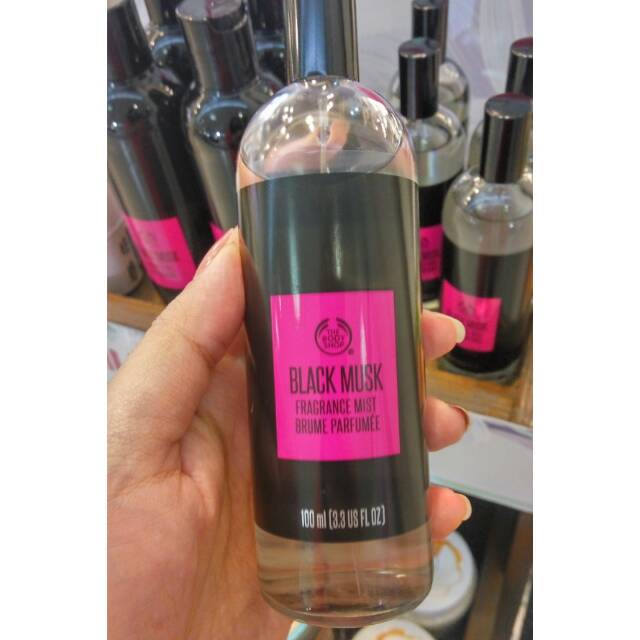 THE
BODY
SHOP
®
BLACK MUSK
FRAGRANCE MIST
BRUME PARFUMÉE
100 ml (3.3 US FL OZ)